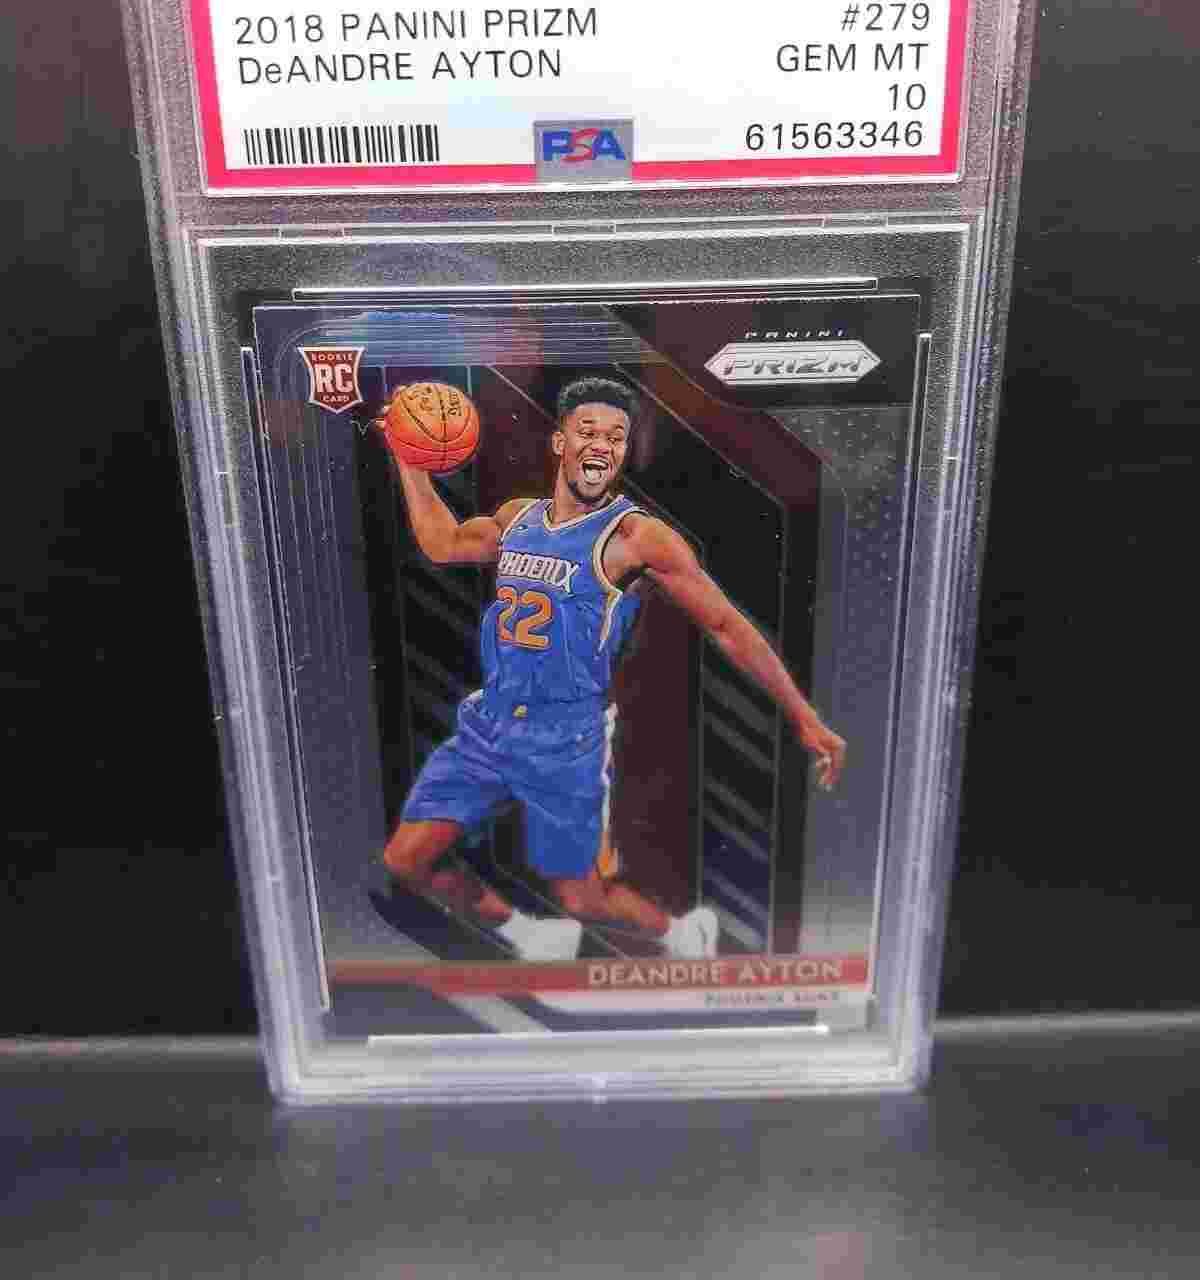 2018 PANINI PRIZM #279
DeANDRE AYTON GEM MT
10
PSA 61563346
PANINI
PRIZM
ROOKIE
RC
CARD
PHOENIX
22
DEANDRE AYTON
PHOENIX SUNS